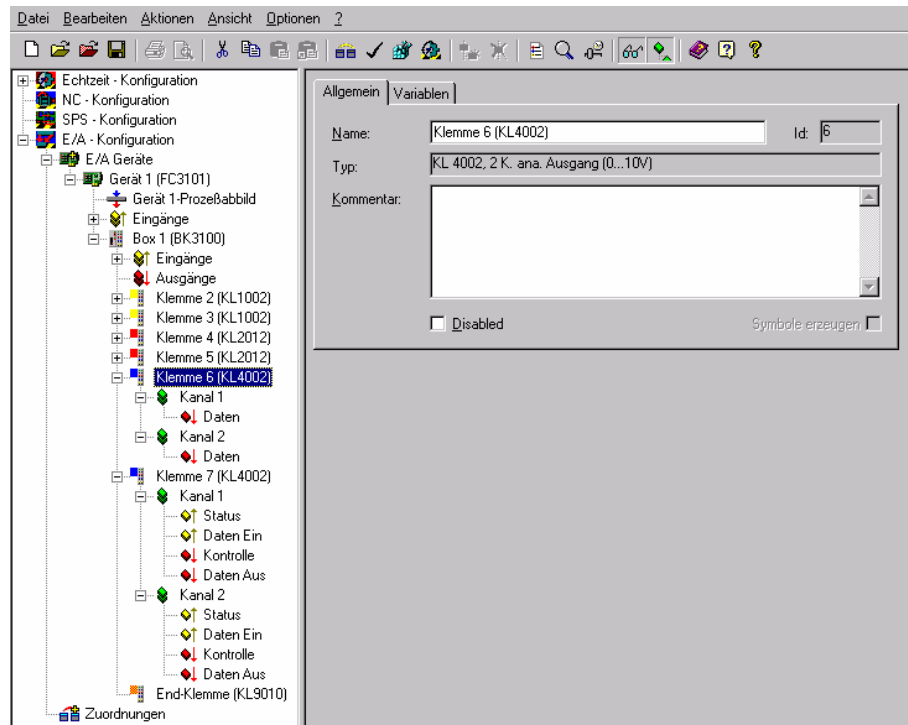 Datei Bearbeiten Aktionen Ansicht Optionen ?
Echtzeit - Konfiguration
NC - Konfiguration
SPS - Konfiguration
E/A - Konfiguration
E/A Geräte
Gerät 1 (FC3101)
Gerät 1-Prozeßabbild
Eingänge
Box 1 (BK3100)
Eingänge
Ausgänge
Klemme 2 (KL1002)
Klemme 3 (KL1002)
Klemme 4 (KL2012)
Klemme 5 (KL2012)
Klemme 6 (KL4002)
Kanal 1
Daten
Kanal 2
Daten
Klemme 7 (KL4002)
Kanal 1
Status
Daten Ein
Kontrolle
Daten Aus
Kanal 2
Status
Daten Ein
Kontrolle
Daten Aus
End-Klemme (KL9010)
Zuordnungen
Allgemein Variablen
Name: Klemme 6 (KL4002) Id: 6
Typ: KL 4002, 2 K. ana. Ausgang (0...10V)
Kommentar:
Disabled Symbole erzeugen